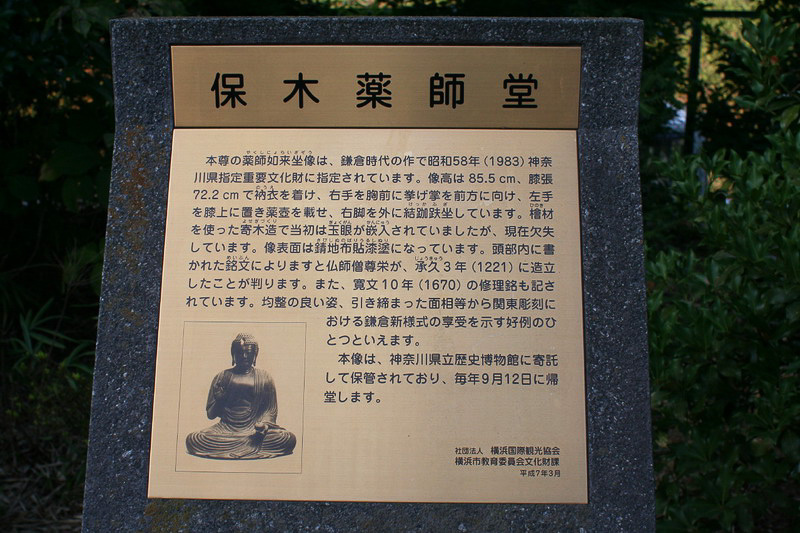 保木薬師堂
本尊の薬師如来坐像は、鎌倉時代の作で昭和58年(1983)神奈
川県指定重要文化財に指定されています。像高は85.5cm、膝張
72.2cmで衲衣を着け、右手を胸前に挙げ掌を前方に向け、左手
を膝上に置き薬壺を載せ、右脚を外に結跏趺坐しています。檜材
を使った寄木造で当初は玉眼が嵌入されていましたが、現在欠失
しています。像表面は錆地布貼漆塗になっています。頭部内に書
かれた銘文によりますと仏師僧尊栄が、承久3年(1221)に造立
したことが判ります。また、寛文10年(1670)の修理銘も記さ
れています。均整の良い姿、引き締まった面相等から関東彫刻に
おける鎌倉新様式の享受を示す好例のひ
とつといえます。
本像は、神奈川県立歴史博物館に寄託
して保管されており、毎年9月12日に帰
堂します。
社団法人 横浜国際観光協会
横浜市教育委員会文化財課
平成7年3月